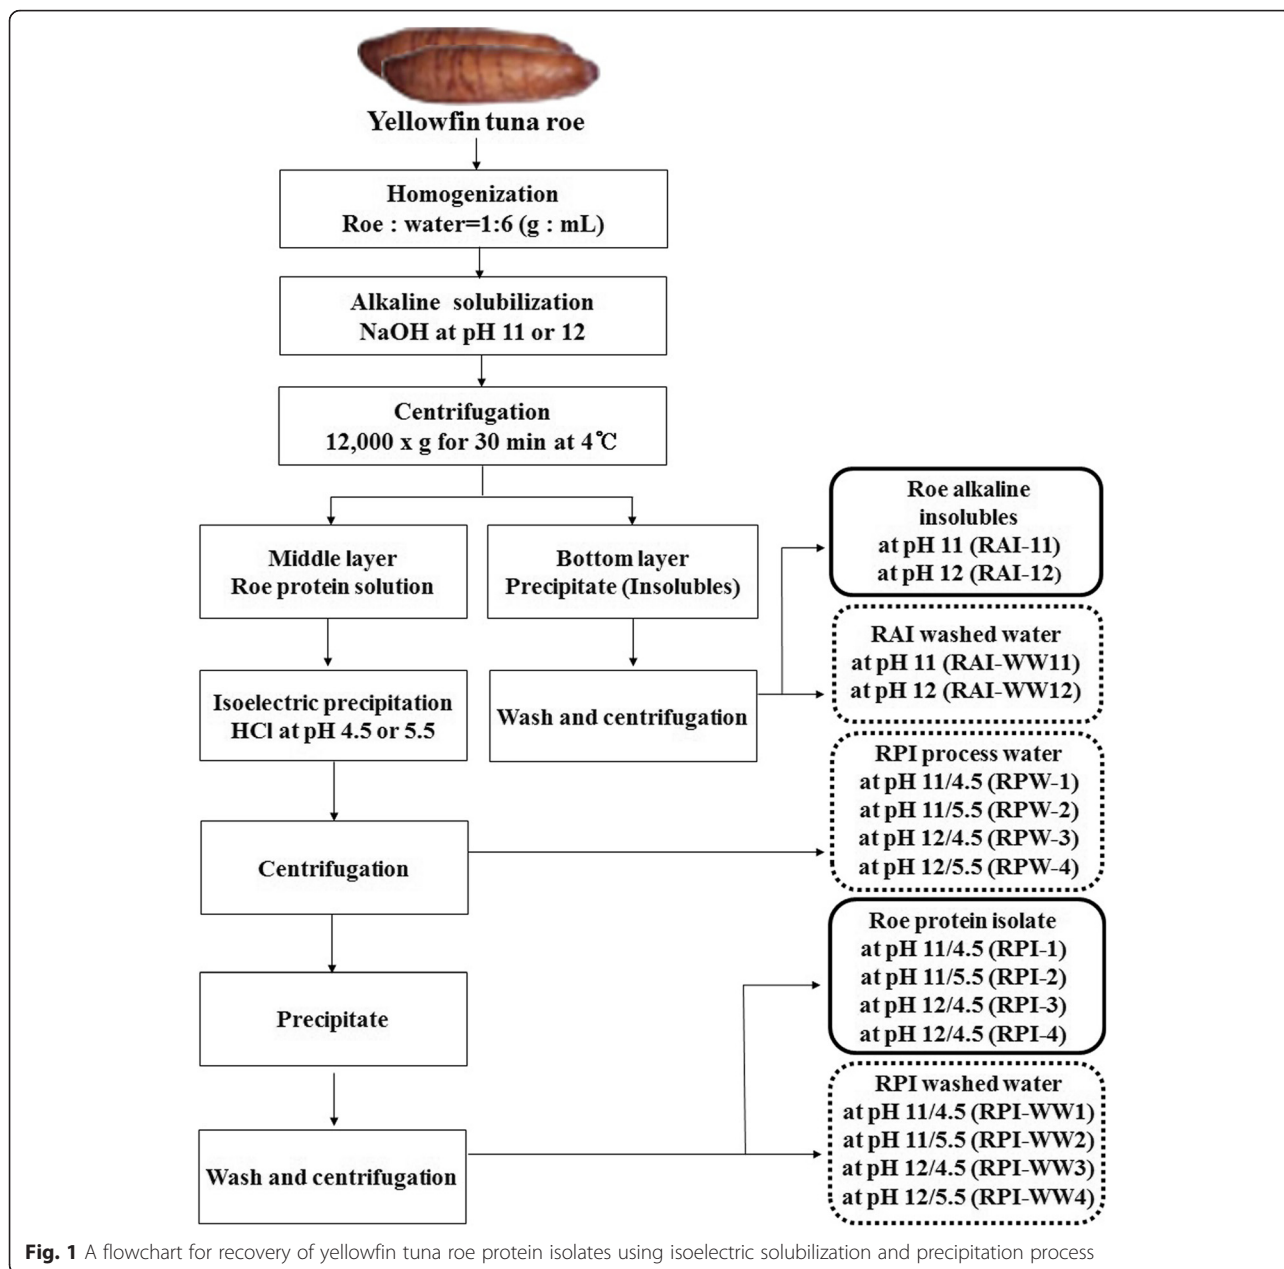 Yellowfin tuna roe
Homogenization
Roe : water=1:6 (g : mL)
Alkaline solubilization
NaOH at pH 11 or 12
Centrifugation
12,000 x g for 30 min at 4℃
Middle layer
Roe protein solution
Bottom layer
Precipitate (Insolubles)
Roe alkaline
insolubles
at pH 11 (RAI-11)
at pH 12 (RAI-12)
Isoelectric precipitation
HCl at pH 4.5 or 5.5
Wash and centrifugation
RAI washed water
at pH 11 (RAI-WW11)
at pH 12 (RAI-WW12)
Centrifugation
RPI process water
at pH 11/4.5 (RPW-1)
at pH 11/5.5 (RPW-2)
at pH 12/4.5 (RPW-3)
at pH 12/5.5 (RPW-4)
Precipitate
Roe protein isolate
at pH 11/4.5 (RPI-1)
at pH 11/5.5 (RPI-2)
at pH 12/4.5 (RPI-3)
at pH 12/4.5 (RPI-4)
Wash and centrifugation
RPI washed water
at pH 11/4.5 (RPI-WW1)
at pH 11/5.5 (RPI-WW2)
at pH 12/4.5 (RPI-WW3)
at pH 12/5.5 (RPI-WW4)
Fig. 1 A flowchart for recovery of yellowfin tuna roe protein isolates using isoelectric solubilization and precipitation process